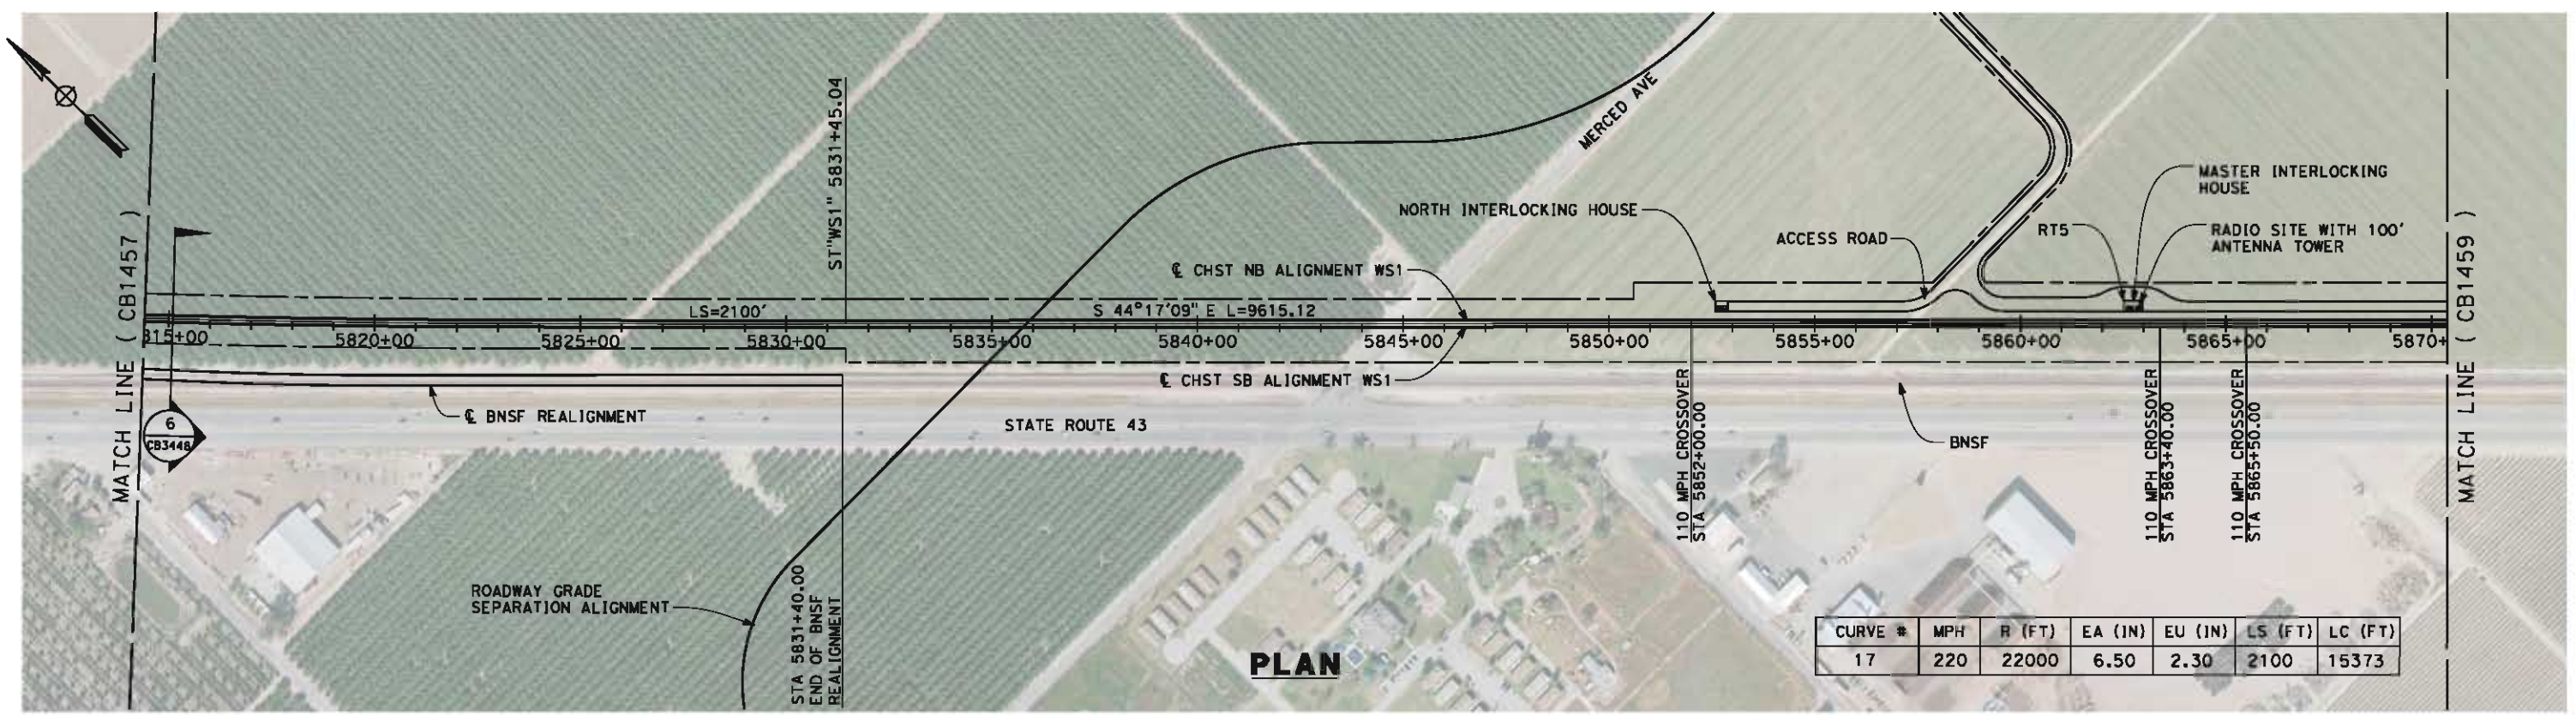 MATCH LINE ( CB1457 )
6
CB3448
315+00
5820+00
5825+00
5830+00
5835+00
5840+00
5845+00
5850+00
5855+00
5860+00
5865+00
5870+
LS=2100'
ST"WS1" 5831+45.04
S 44°17'09" E L=9615.12
℄ CHST NB ALIGNMENT WS1
℄ CHST SB ALIGNMENT WS1
℄ BNSF REALIGNMENT
STATE ROUTE 43
MERCED AVE
NORTH INTERLOCKING HOUSE
ACCESS ROAD
RT5
MASTER INTERLOCKING
HOUSE
RADIO SITE WITH 100'
ANTENNA TOWER
BNSF
110 MPH CROSSOVER
STA 5852+00.00
110 MPH CROSSOVER
STA 5863+40.00
110 MPH CROSSOVER
STA 5865+50.00
MATCH LINE ( CB1459 )
ROADWAY GRADE
SEPARATION ALIGNMENT
STA 5831+40.00
END OF BNSF
REALIGNMENT
PLAN
CURVE # MPH R (FT) EA (IN) EU (IN) LS (FT) LC (FT)
17 220 22000 6.50 2.30 2100 15373